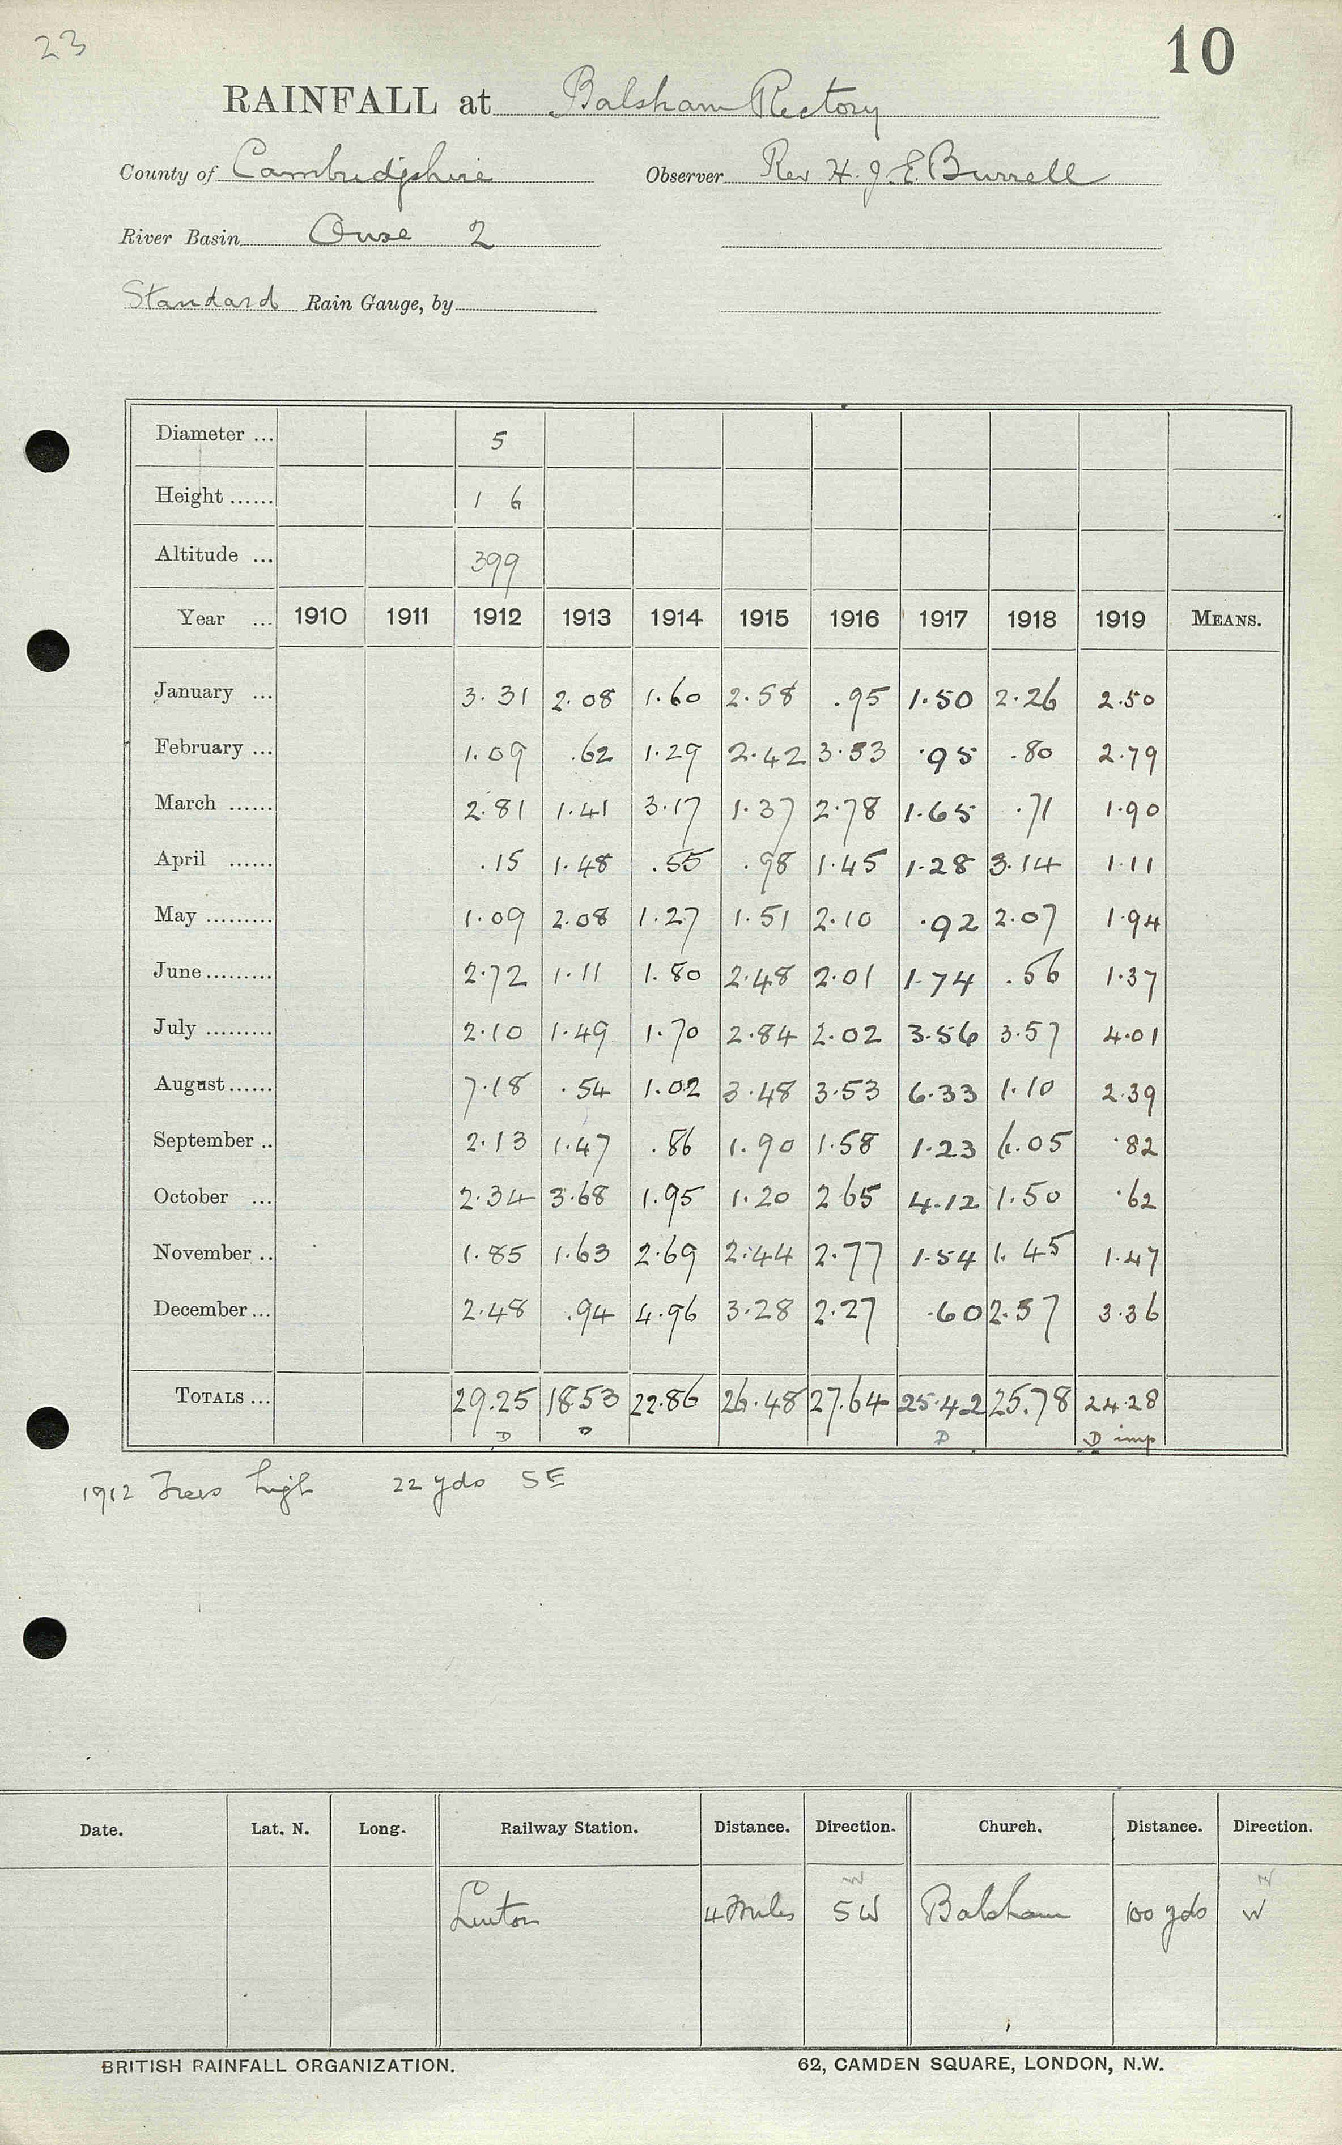 23
10
RAINFALL at Balsham Rectory
County of Cambridgshire Observer Rev H. J. E. Burrell
River Basin Ouse 2
Standard Rain Gauge, by
Diameter ... 5
Height ...... 1 6
Altitude ... 399
Year ... 1910 1911 1912 1913 1914 1915 1916 1917 1918 1919 MEANS.
January ... 3.31 2.08 1.60 2.58 .95 1.50 2.26 2.50
February ... 1.09 .62 1.29 2.42 3.53 .95 .80 2.79
March ...... 2.81 1.41 3.17 1.37 2.78 1.65 .71 1.90
April ...... .15 1.48 .55 .98 1.45 1.28 3.14 1.11
May ......... 1.09 2.08 1.27 1.51 2.10 .92 2.07 1.94
June......... 2.72 1.11 1.80 2.48 2.01 1.74 .56 1.37
July ......... 2.10 1.49 1.70 2.84 2.02 3.56 3.57 4.01
August...... 7.18 .54 1.02 3.48 3.53 6.33 1.10 2.39
September .. 2.13 1.47 .86 1.90 1.58 1.23 6.05 .82
October ... 2.34 3.68 1.95 1.20 2 65 4.12 1.50 .62
November .. 1.85 1.63 2.69 2.44 2.77 1.54 1.45 1.47
December... 2.48 .94 4.96 3.28 2.27 .60 2.57 3.36
TOTALS ... 29.25 18.53 22.86 26.48 27.64 25.42 25.78 24.28
D D D D imp
1912 Trees high 22 yds SE
Date. Lat. N. Long. Railway Station. Distance. Direction. Church. Distance. Direction.
W N
Linton 4 Miles SW Balsham 100 yds W
BRITISH RAINFALL ORGANIZATION. 62, CAMDEN SQUARE, LONDON, N.W.